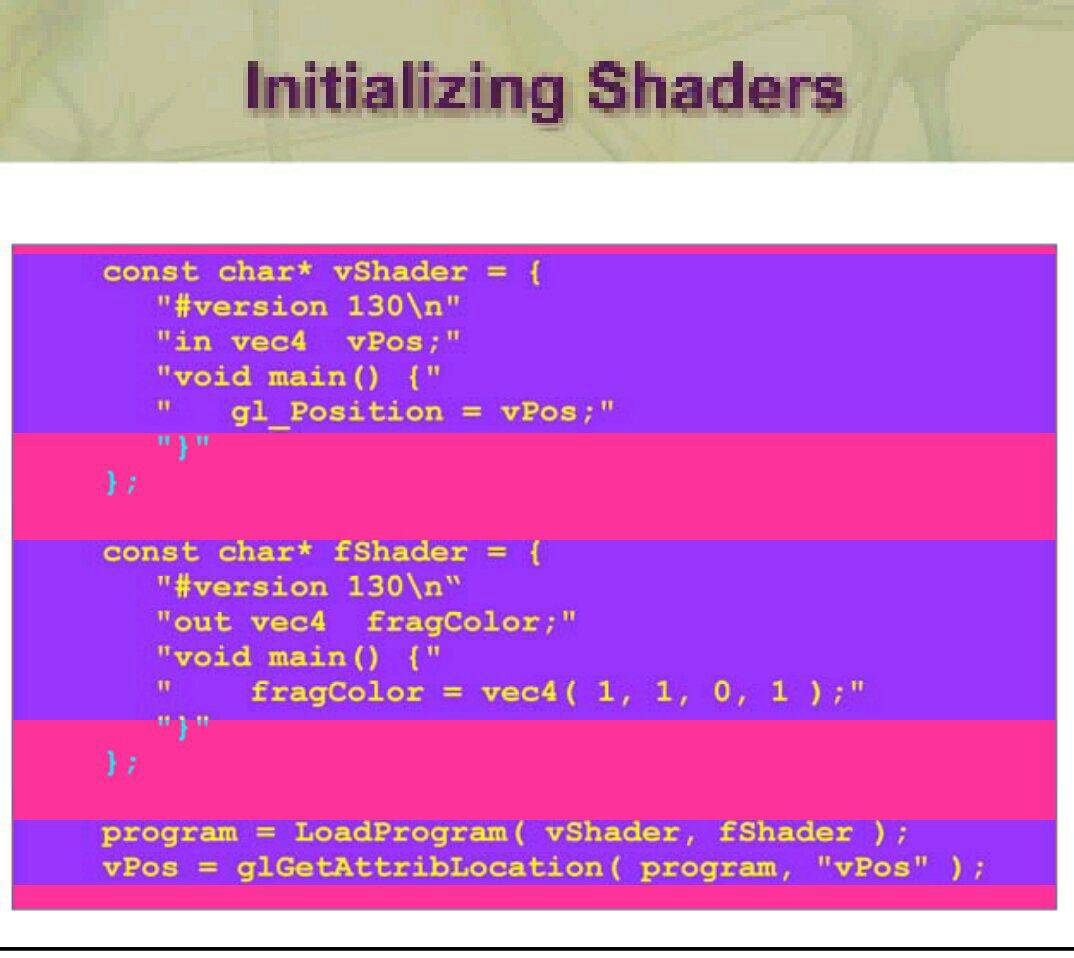 Initializing Shaders
const char* vShader = {
"#version 130\n"
"in vec4  vPos;"
"void main() {"
"   gl_Position = vPos;"
"}"
};
const char* fShader = {
"#version 130\n“
"out vec4  fragColor;"
"void main() {"
"    fragColor = vec4( 1, 1, 0, 1 );"
"}"
};
program = LoadProgram( vShader, fShader );
vPos = glGetAttribLocation( program, "vPos" );